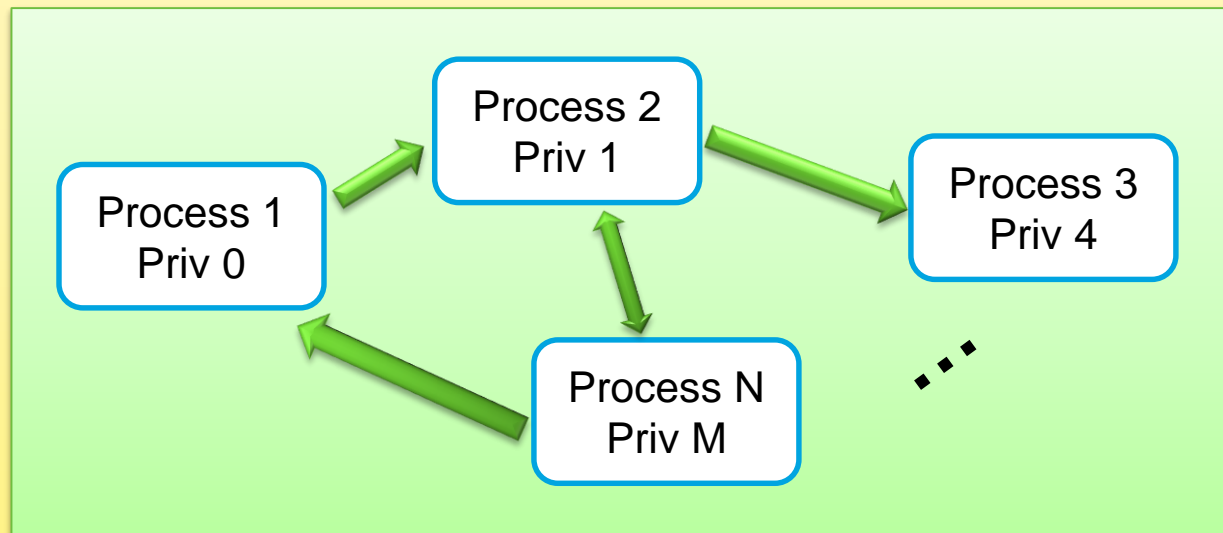 Process 1
Priv 0
Process 2
Priv 1
Process 3
Priv 4
Process N
Priv M